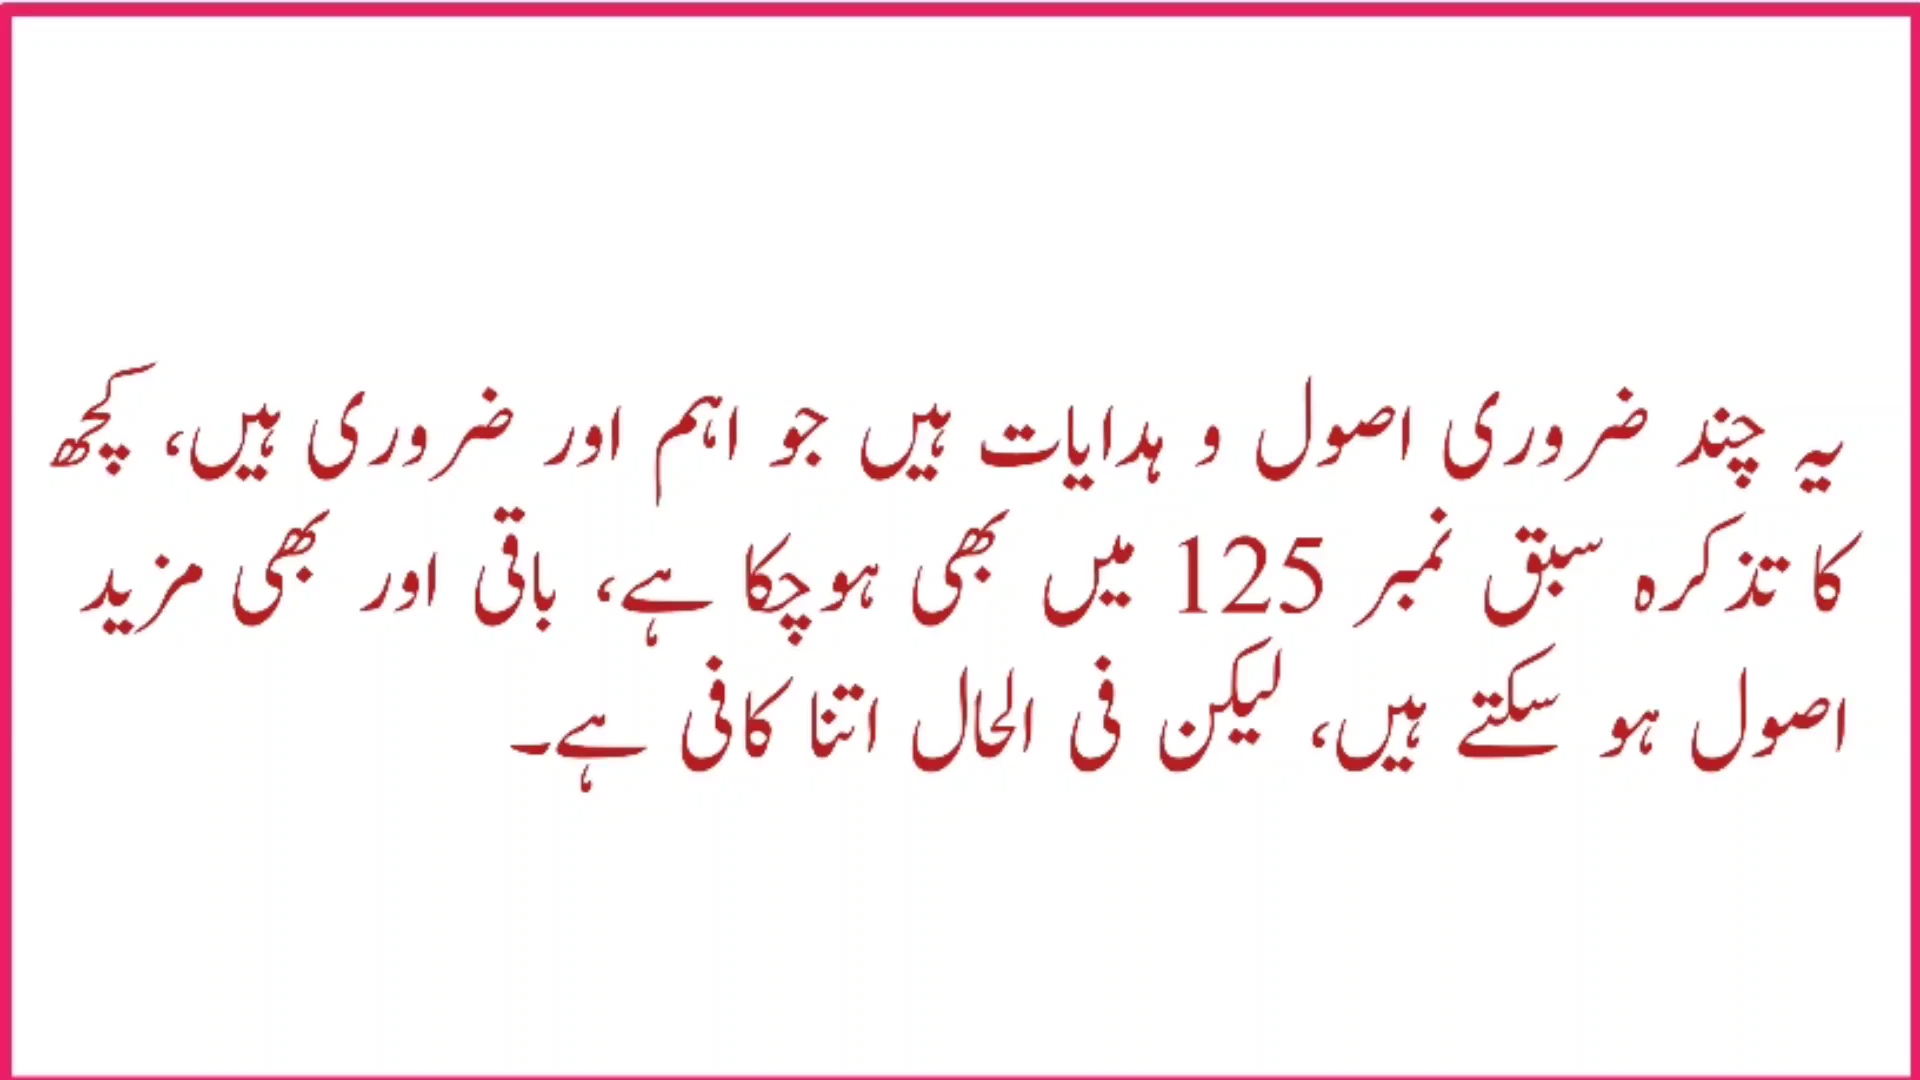 یہ چند ضروری اصول و ہدایات ہیں جو اہم اور ضروری ہیں، کچھ
کا تذکرہ سبق نمبر 125 میں بھی ہوچکا ہے، باقی اور بھی مزید
اصول ہو سکتے ہیں، لیکن فی الحال اتنا کافی ہے۔